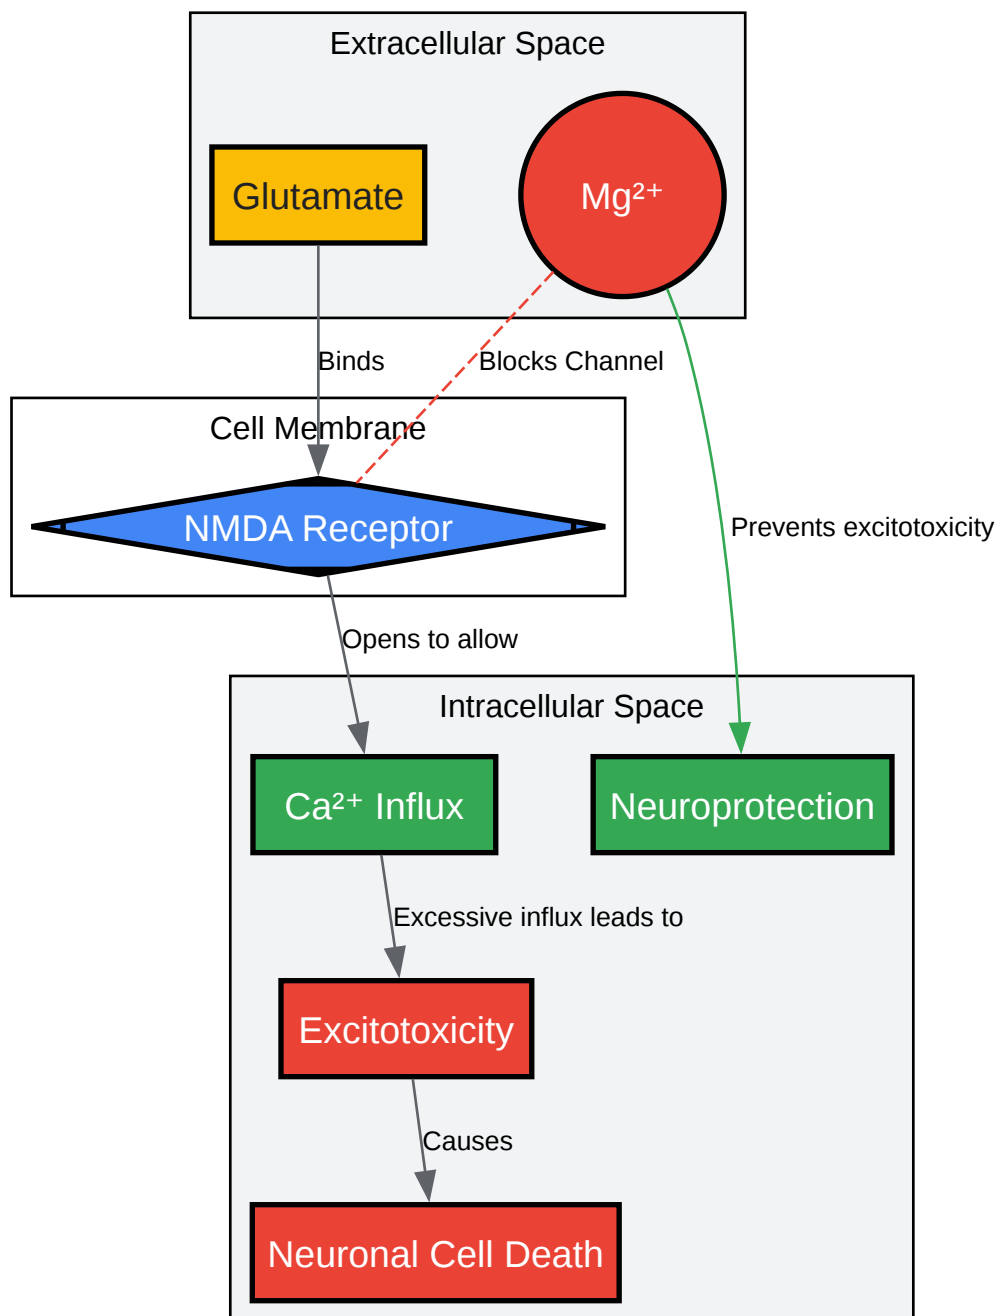 Extracellular Space
Glutamate
Mg²⁺
Binds
Blocks Channel
Cell Membrane
NMDA Receptor
Prevents excitotoxicity
Opens to allow
Intracellular Space
Ca²⁺ Influx
Neuroprotection
Excessive influx leads to
Excitotoxicity
Causes
Neuronal Cell Death